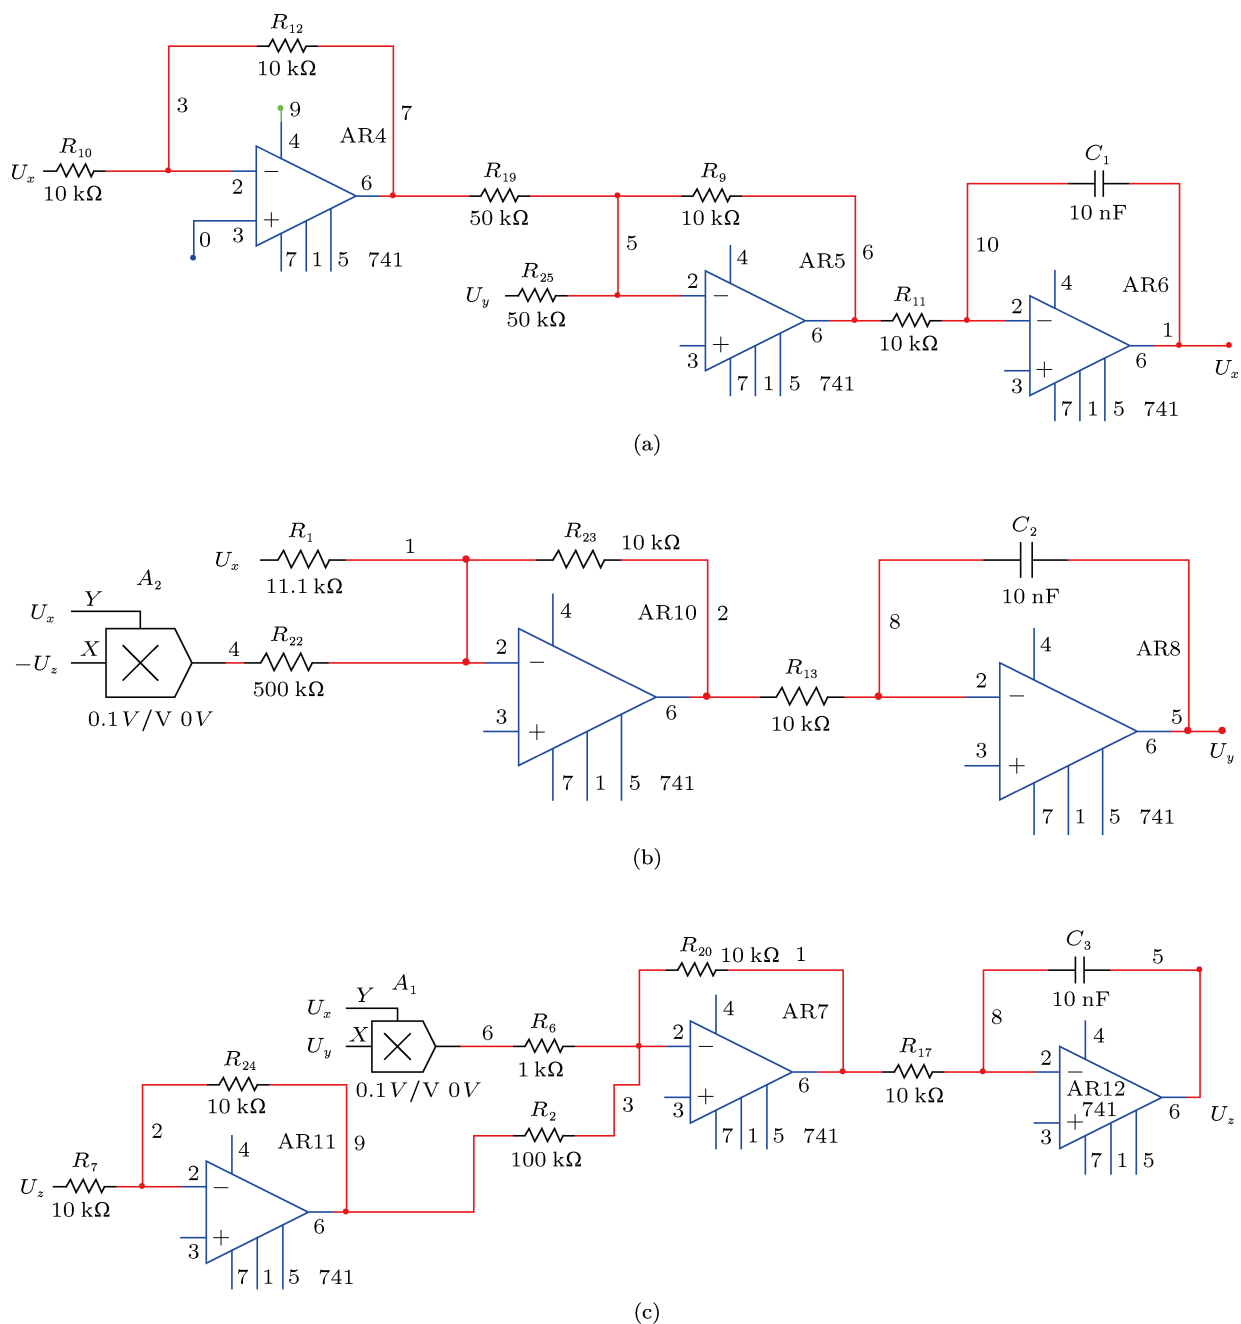 R12
10 kΩ
3
9
7
4
AR4
R10
Ux
10 kΩ
2
−
6
+
3
0
7 1 5 741
R19
50 kΩ
R9
10 kΩ
5
6
4
AR5
R25
Uy
50 kΩ
2
−
6
+
3
7 1 5 741
R11
10 kΩ
C1
10 nF
10
4
AR6
2
−
1
6
+
3
Ux
7 1 5 741
(a)
R1
Ux
11.1 kΩ
1
R23
10 kΩ
A2
Ux
Y
−Uz
X
0.1V/V 0V
4
R22
500 kΩ
4
AR10
2
2
−
6
3
+
7 1 5 741
R13
10 kΩ
C2
10 nF
8
4
AR8
2
−
5
6
3
+
Uy
7 1 5 741
(b)
R20
10 kΩ
1
C3
10 nF
5
A1
Ux
Y
Uy
X
0.1V/V 0V
6
R6
1 kΩ
R2
100 kΩ
3
4
AR7
2
−
6
3
+
7 1 5 741
R17
10 kΩ
8
4
2
−
AR12
741
+
3
6
Uz
7 1 5
R24
10 kΩ
2
9
4
AR11
R7
Uz
10 kΩ
2
−
6
3
+
7 1 5 741
(c)